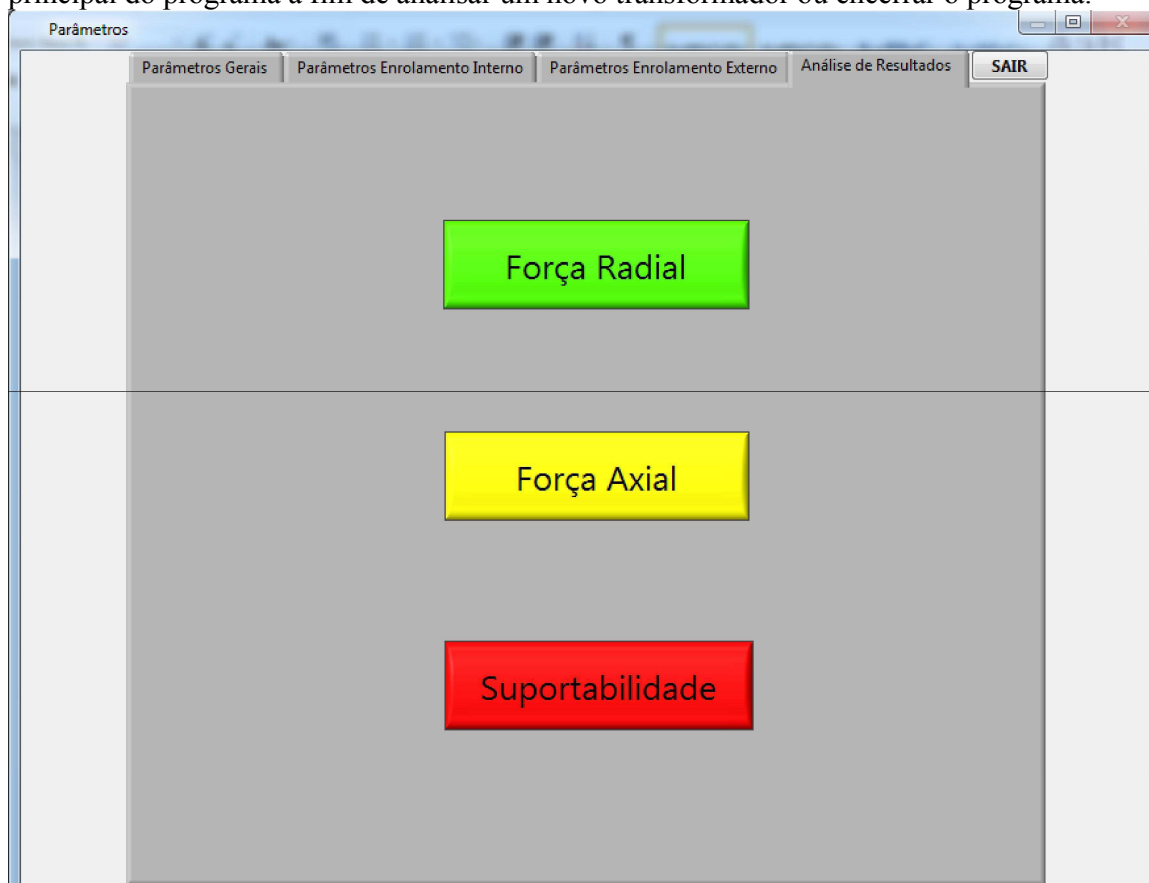 principal do programa a fim de analisar um novo transformador ou encerrar o programa.
Parâmetros
Parâmetros Gerais Parâmetros Enrolamento Interno Parâmetros Enrolamento Externo Análise de Resultados SAIR
Força Radial
Força Axial
Suportabilidade